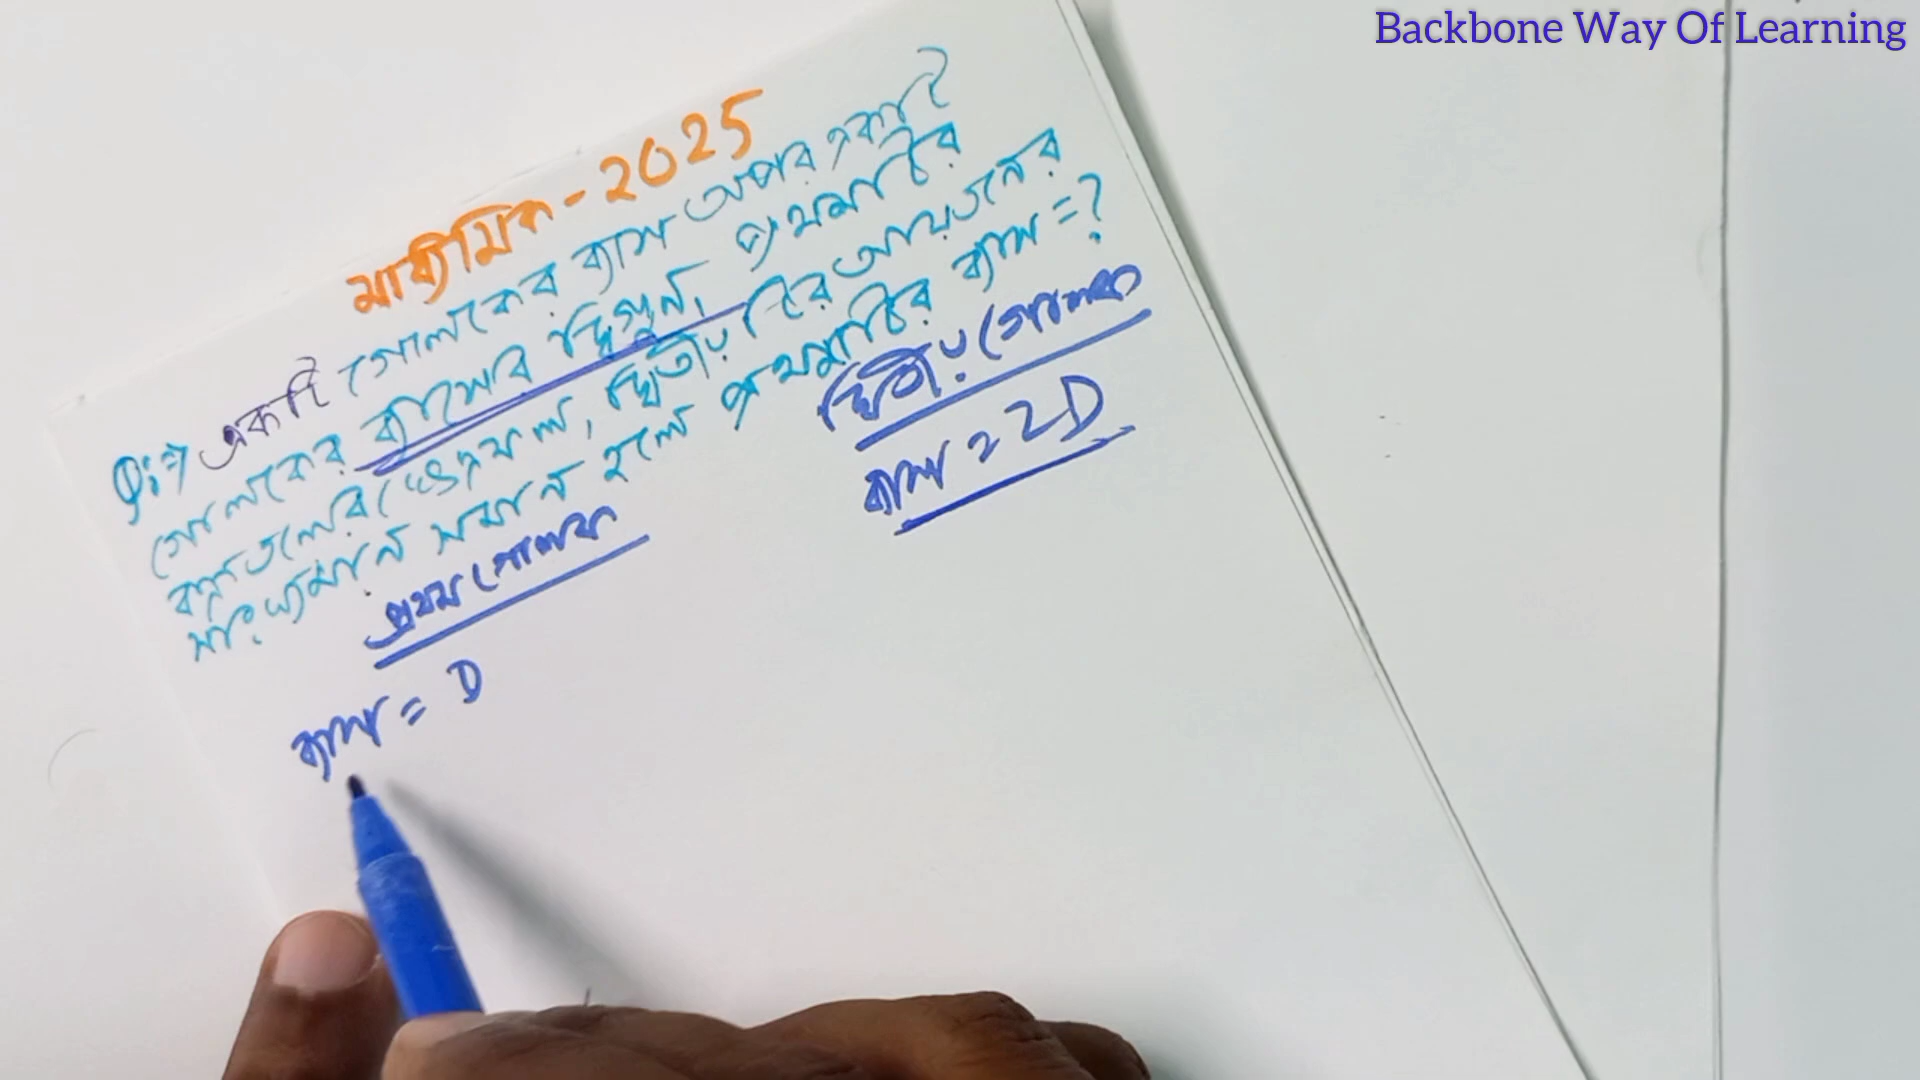 Backbone Way Of Learning
মাধ্যমিক - 2025
Q:⇒ একটি গোলকের ব্যাস অপর একটি
গোলকের ব্যাসের দ্বিগুন, প্রথমটির
বক্রতলের ক্ষেত্রফল, দ্বিতীয়টির আয়তনের
সাংখ্যমান সমান হলে প্রথমটির ব্যাস = ?
প্রথম গোলক
দ্বিতীয় গোলক
ব্যাস = D
ব্যাস = 2D